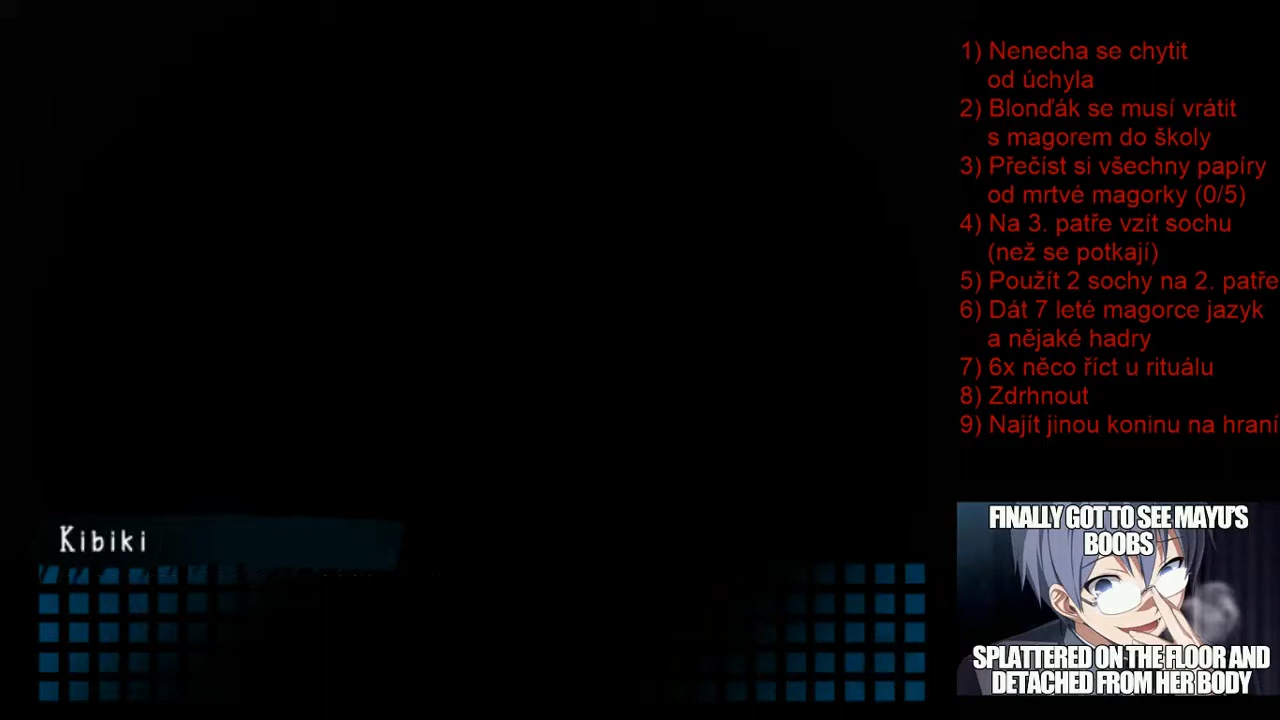 1) Nenecha se chytit
od úchyla
2) Blonďák se musí vrátit
s magorem do školy
3) Přečíst si všechny papíry
od mrtvé magorky (0/5)
4) Na 3. patře vzít sochu
(než se potkají)
5) Použít 2 sochy na 2. patře
6) Dát 7 leté magorce jazyk
a nějaké hadry
7) 6x něco říct u rituálu
8) Zdrhnout
9) Najít jinou koninu na hraní
Kibiki
FINALLY GOT TO SEE MAYU'S
BOOBS
SPLATTERED ON THE FLOOR AND
DETACHED FROM HER BODY